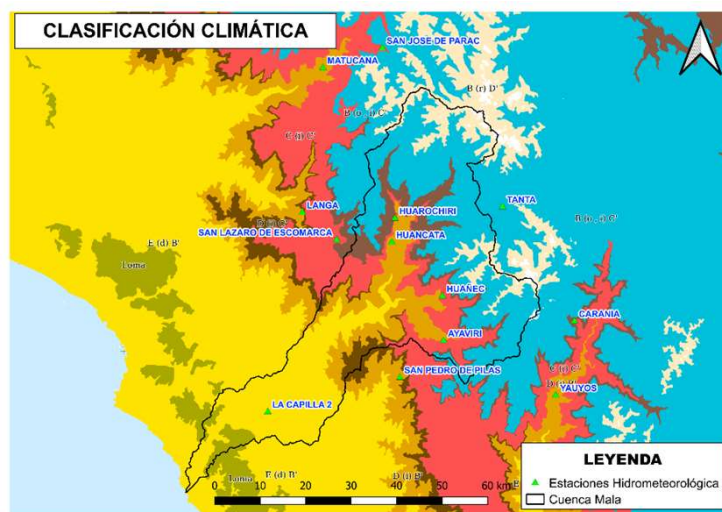 CLASIFICACIÓN CLIMÁTICA
SAN JOSE DE PARAC
MATUCANA
B (r) D'
B (o, i) C'
C (i) C'
LANGA
TANTA
HUAROCHIRI
B (o, i) C'
SAN LAZARO DE ESCOMARCA
HUANCATA
E (d) B'
Loma
HUAÑEC
CARANIA
AYAVIRI
C (i) C'
SAN PEDRO DE PILAS
D (i) B'
YAUYOS
LA CAPILLA 2
LEYENDA
Loma
E (d) B'
D (i) B'
Estaciones Hidrometeorológica
0 10 20 30 40 50 60 km
Cuenca Mala